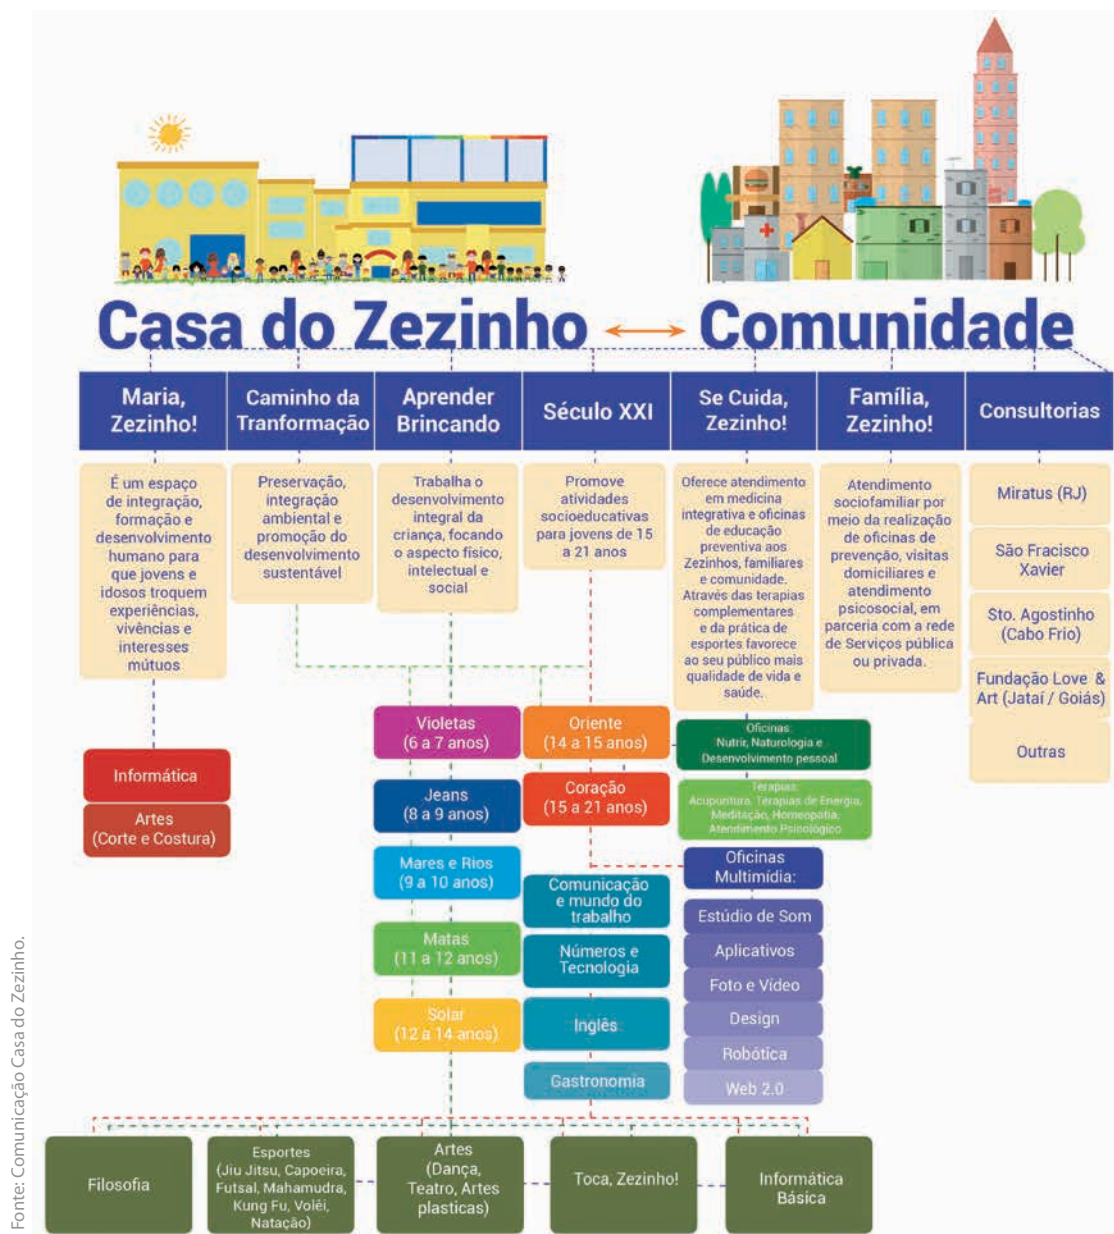 Casa do Zezinho
Comunidade
Maria,
Zezinho!
Caminho da
Tranformação
Aprender
Brincando
Século XXI
Se Cuida,
Zezinho!
Família,
Zezinho!
Consultorias
É um espaço
de integração,
formação e
desenvolvimento
humano para
que jovens e
idosos troquem
experiências,
vivências e
interesses
mútuos
Preservação,
integração
ambiental e
promoção do
desenvolvimento
sustentável
Trabalha o
desenvolvimento
integral da
criança, focando
o aspecto físico,
intelectual e
social
Promove
atividades
socioeducativas
para jovens de 15
a 21 anos
Oferece atendimento
em medicina
integrativa e oficinas
de educação
preventiva aos
Zezinhos, familiares
e comunidade.
Através das terapias
complementares
e da prática de
esportes favorece
ao seu público mais
qualidade de vida e
saúde.
Atendimento
sociofamiliar por
meio da realização
de oficinas de
prevenção, visitas
domiciliares e
atendimento
psicosocial, em
parceria com a rede
de Serviços pública
ou privada.
Miratus (RJ)
São Fracisco
Xavier
Sto. Agostinho
(Cabo Frio)
Fundação Love &
Art (Jataí / Goiás)
Outras
Informática
Artes
(Corte e Costura)
Violetas
(6 a 7 anos)
Jeans
(8 a 9 anos)
Mares e Rios
(9 a 10 anos)
Matas
(11 a 12 anos)
Solar
(12 a 14 anos)
Oriente
(14 a 15 anos)
Coração
(15 a 21 anos)
Comunicação
e mundo do
trabalho
Números e
Tecnologia
Inglês
Gastronomia
Oficinas:
Nutrir, Naturologia e
Desenvolvimento pessoal
Terapias:
Acupuntura, Terapias de Energia,
Meditação, Homeopatia,
Atendimento Psicológico
Oficinas
Multimídia:
Estúdio de Som
Aplicativos
Foto e Vídeo
Design
Robótica
Web 2.0
Filosofia
Esportes
(Jiu Jitsu, Capoeira,
Futsal, Mahamudra,
Kung Fu, Volêi,
Natação)
Artes
(Dança,
Teatro, Artes
plasticas)
Toca, Zezinho!
Informática
Básica
Fonte: Comunicação Casa do Zezinho.